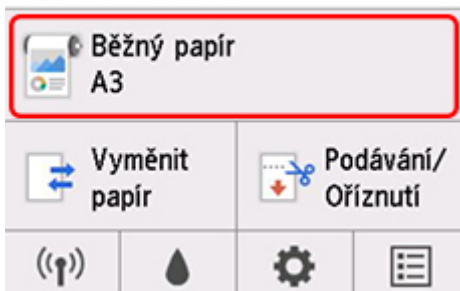 Běžný papír
A3
Vyměnit
papír
Podávání/
Oříznutí